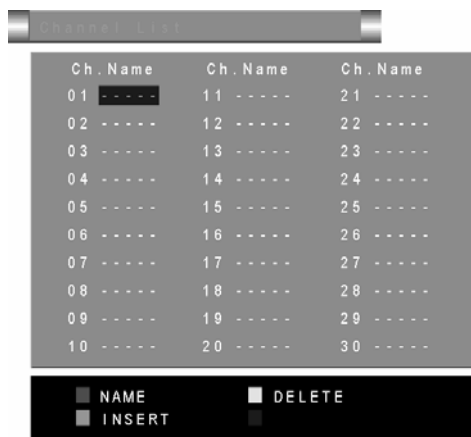 Channel List
Ch. Name Ch. Name Ch. Name
01 ----- 11 ----- 21 -----
02 ----- 12 ----- 22 -----
03 ----- 13 ----- 23 -----
04 ----- 14 ----- 24 -----
05 ----- 15 ----- 25 -----
06 ----- 16 ----- 26 -----
07 ----- 17 ----- 27 -----
08 ----- 18 ----- 28 -----
09 ----- 19 ----- 29 -----
10 ----- 20 ----- 30 -----
NAME DELETE
INSERT